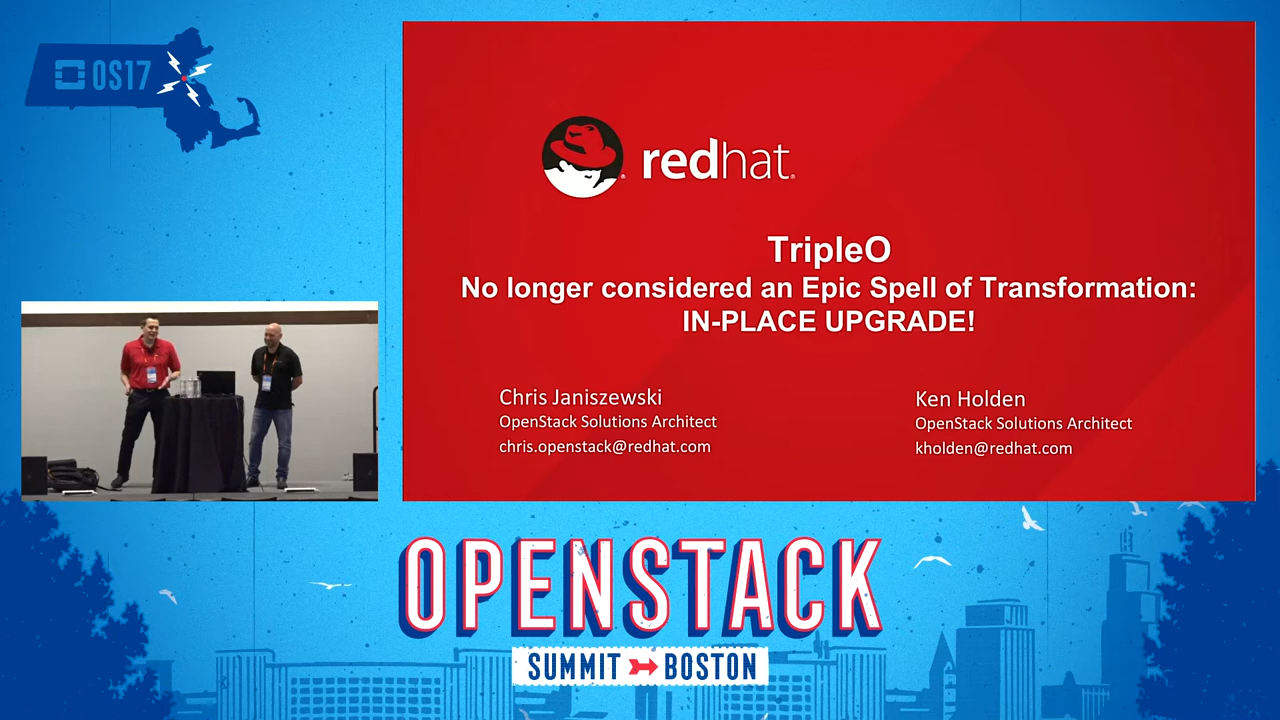 OS17
redhat.
TripleO
No longer considered an Epic Spell of Transformation:
IN-PLACE UPGRADE!
Chris Janiszewski
OpenStack Solutions Architect
chris.openstack@redhat.com
Ken Holden
OpenStack Solutions Architect
kholden@redhat.com
OPENSTACK
SUMMIT BOSTON